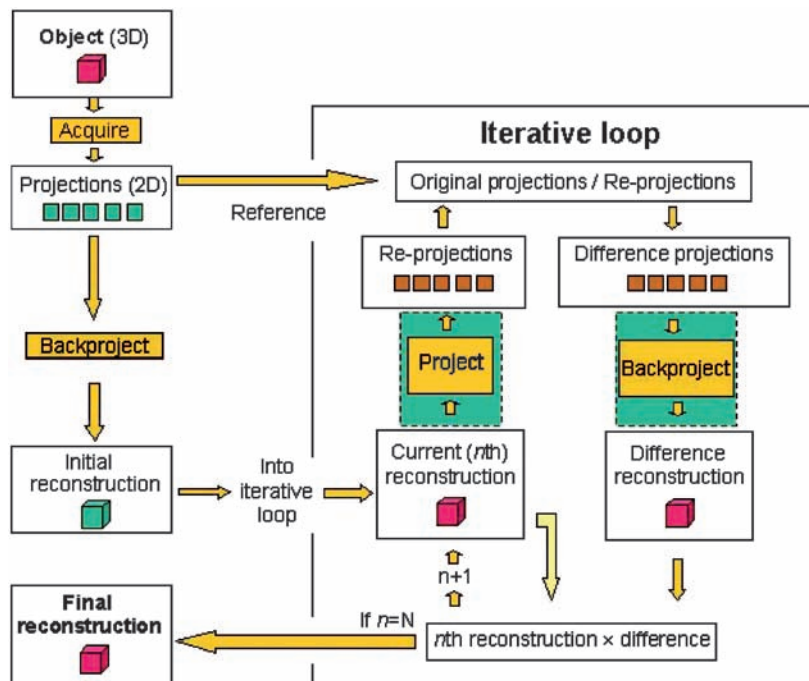 Object (3D)
Acquire
Projections (2D)
Reference
Backproject
Initial
reconstruction
Into
iterative
loop
Iterative loop
Original projections / Re-projections
Re-projections
Difference projections
Project
Backproject
Current (nth)
reconstruction
Difference
reconstruction
n+1
nth reconstruction × difference
If n=N
Final
reconstruction